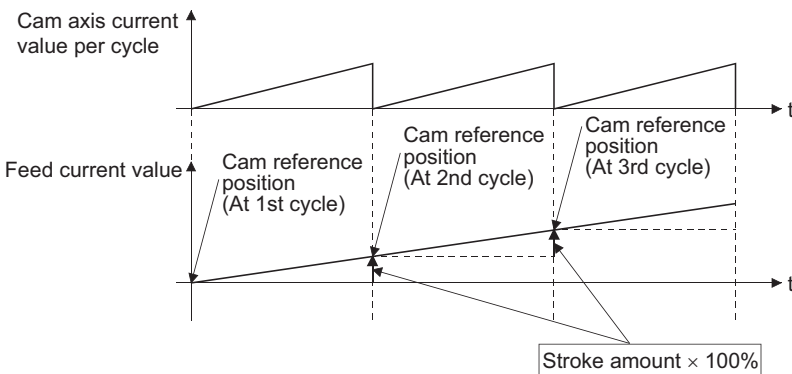 Cam axis current
value per cycle
t
Cam reference
position
(At 1st cycle)
Cam reference
position
(At 2nd cycle)
Cam reference
position
(At 3rd cycle)
Feed current value
t
Stroke amount × 100%